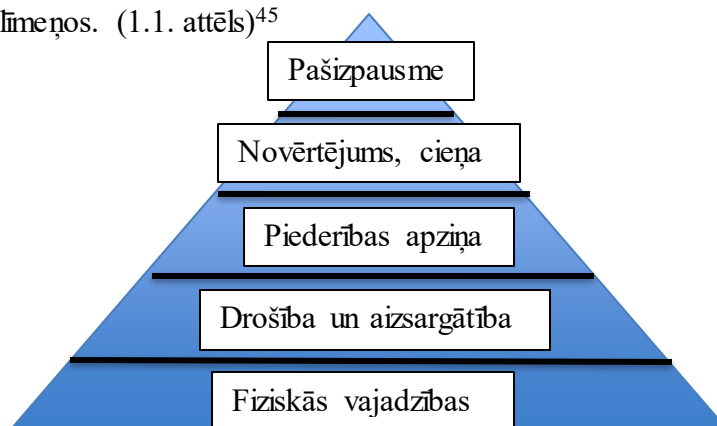 līmeņos. (1.1. attēls)45
Pašizpausme
Novērtējums, cieņa
Piederības apziņa
Drošība un aizsargātība
Fiziskās vajadzības